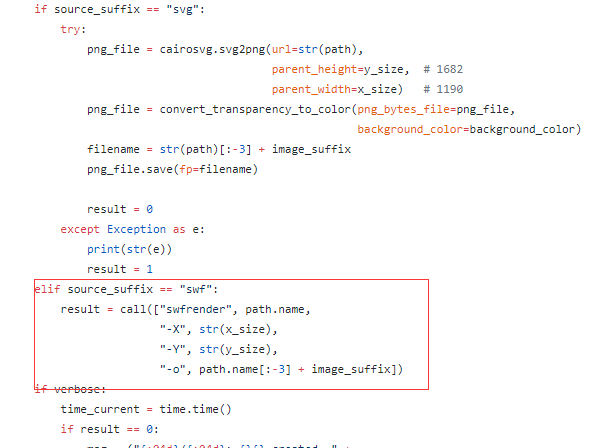 if source_suffix == "svg":
try:
png_file = cairosvg.svg2png(url=str(path),
parent_height=y_size,  # 1682
parent_width=x_size)   # 1190
png_file = convert_transparency_to_color(png_bytes_file=png_file,
background_color=background_color)
filename = str(path)[:-3] + image_suffix
png_file.save(fp=filename)
result = 0
except Exception as e:
print(str(e))
result = 1
elif source_suffix == "swf":
result = call(["swfrender", path.name,
"-X", str(x_size),
"-Y", str(y_size),
"-o", path.name[:-3] + image_suffix])
if verbose:
time_current = time.time()
if result == 0: